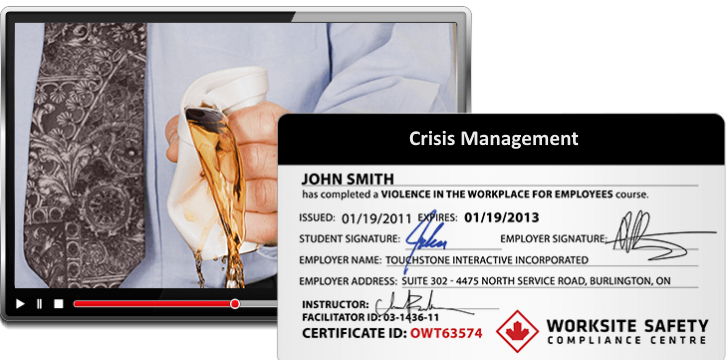 Crisis Management
JOHN SMITH
has completed a VIOLENCE IN THE WORKPLACE FOR EMPLOYEES course.
ISSUED: 01/19/2011 EXPIRES: 01/19/2013
STUDENT SIGNATURE: John EMPLOYER SIGNATURE:
EMPLOYER NAME: TOUCHSTONE INTERACTIVE INCORPORATED
EMPLOYER ADDRESS: SUITE 302 - 4475 NORTH SERVICE ROAD, BURLINGTON, ON
INSTRUCTOR:
FACILITATOR ID: 03-1436-11
CERTIFICATE ID: OWT63574
WORKSITE SAFETY
COMPLIANCE CENTRE